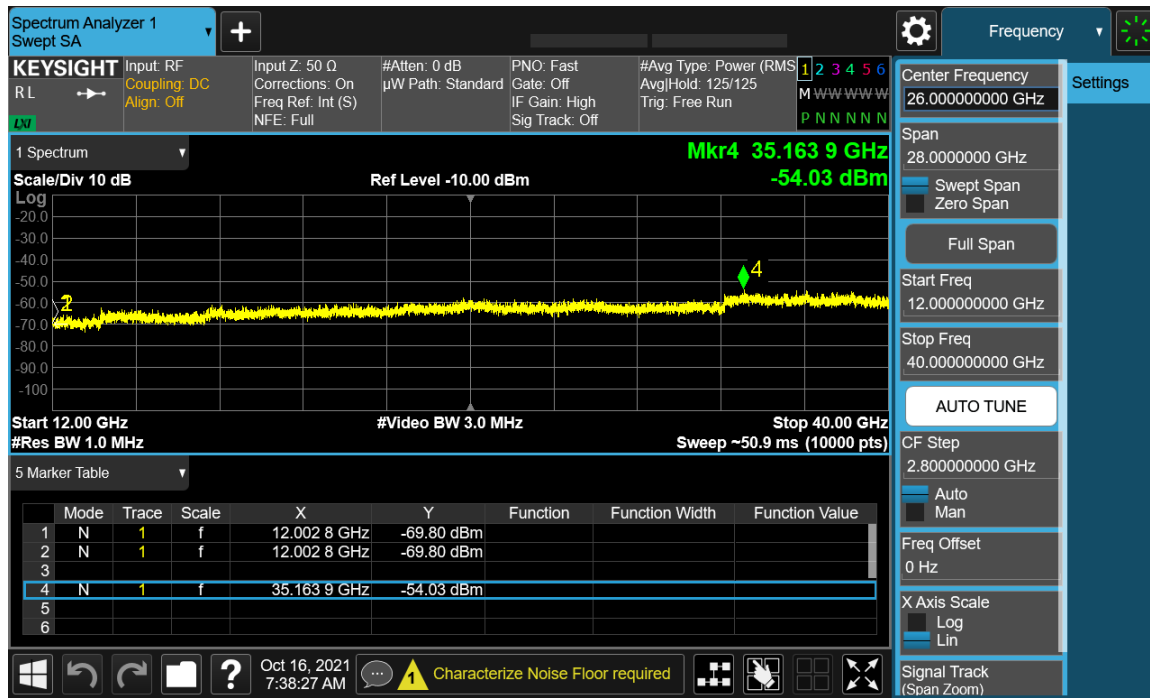 Spectrum Analyzer 1
Swept SA
Frequency
KEYSIGHT
RL
LXI
Input: RF
Coupling: DC
Align: Off
Input Z: 50 Ω
Corrections: On
Freq Ref: Int (S)
NFE: Full
#Atten: 0 dB
µW Path: Standard
PNO: Fast
Gate: Off
IF Gain: High
Sig Track: Off
#Avg Type: Power (RMS
Avg|Hold: 125/125
Trig: Free Run
1 2 3 4 5 6
M W W W W W
P N N N N N
1 Spectrum
Mkr4 35.163 9 GHz
Scale/Div 10 dB
Ref Level -10.00 dBm
-54.03 dBm
Log
-20.0
-30.0
-40.0
-50.0
-60.0
-70.0
-80.0
-90.0
-100
2
4
Start 12.00 GHz
#Video BW 3.0 MHz
Stop 40.00 GHz
#Res BW 1.0 MHz
Sweep ~50.9 ms (10000 pts)
5 Marker Table
Mode Trace Scale X Y Function Function Width Function Value
1 N 1 f 12.002 8 GHz -69.80 dBm
2 N 1 f 12.002 8 GHz -69.80 dBm
3
4 N 1 f 35.163 9 GHz -54.03 dBm
5
6
?
Oct 16, 2021
7:38:27 AM
1
Characterize Noise Floor required
Center Frequency
26.000000000 GHz
Span
28.0000000 GHz
Swept Span
Zero Span
Full Span
Start Freq
12.000000000 GHz
Stop Freq
40.000000000 GHz
AUTO TUNE
CF Step
2.800000000 GHz
Auto
Man
Freq Offset
0 Hz
X Axis Scale
Log
Lin
Signal Track
(Span Zoom)
Settings